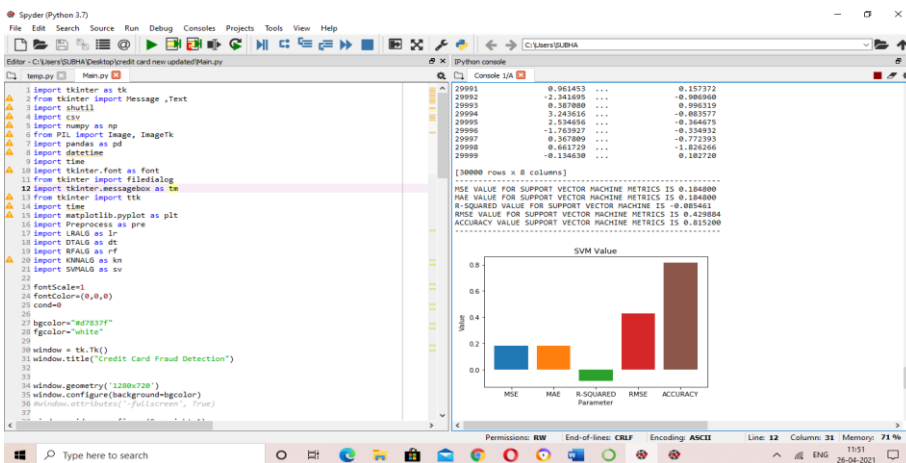 Spyder (Python 3.7)
File Edit Search Source Run Debug Consoles Projects Tools View Help
C:\Users\SUBHA
Editor - C:\Users\SUBHA\Desktop\credit card new updated\Main.py
temp.py Main.py
1 import tkinter as tk
2 from tkinter import Message ,Text
3 import shutil
4 import csv
5 import numpy as np
6 from PIL import Image, ImageTk
7 import pandas as pd
8 import datetime
9 import time
10 import tkinter.font as font
11 from tkinter import filedialog
12 import tkinter.messagebox as tm
13 from tkinter import ttk
14 import time
15 import matplotlib.pyplot as plt
16 import Preprocess as pre
17 import LRALG as lr
18 import DTALG as dt
19 import RFALG as rf
20 import KNNALG as kn
21 import SVMALG as sv
22
23 fontScale=1
24 fontColor=(0,0,0)
25 cond=0
26
27 bgcolor="#d7837f"
28 fgcolor="white"
29
30 window = tk.Tk()
31 window.title("Credit Card Fraud Detection")
32
33
34 window.geometry('1280x720')
35 window.configure(background=bgcolor)
36 #window.attributes('-fullscreen', True)
37
IPython console
Console 1/A
29991 0.961453 ... 0.157372
29992 -2.341695 ... -0.906960
29993 0.387080 ... 0.996319
29994 3.243616 ... -0.083577
29995 2.534656 ... -0.364675
29996 -1.763927 ... -0.334932
29997 0.367809 ... -0.772393
29998 0.661729 ... -1.826266
29999 -0.134630 ... 0.102720
[30000 rows x 8 columns]
MSE VALUE FOR SUPPORT VECTOR MACHINE METRICS IS 0.184800
MAE VALUE FOR SUPPORT VECTOR MACHINE METRICS IS 0.184800
R-SQUARED VALUE FOR SUPPORT VECTOR MACHINE IS -0.085461
RMSE VALUE FOR SUPPORT VECTOR MACHINE METRICS IS 0.429884
ACCURACY VALUE SUPPORT VECTOR MACHINE METRICS IS 0.815200
SVM Value
0.8
0.6
0.4
0.2
0.0
Value
MSE MAE R-SQUARED RMSE ACCURACY
Parameter
Permissions: RW End-of-lines: CRLF Encoding: ASCII Line: 12 Column: 31 Memory: 71 %
Type here to search
ENG
11:51
26-04-2021